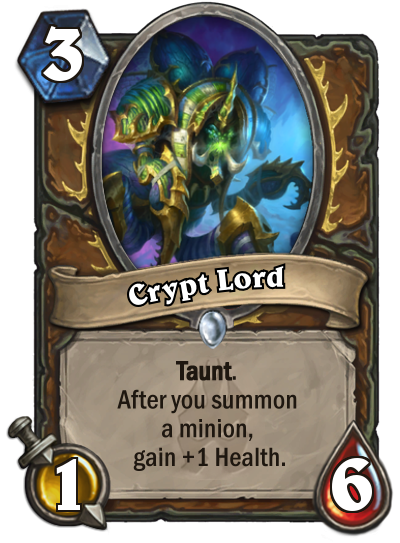 3
Crypt Lord
Taunt.
After you summon
a minion,
gain +1 Health.
1
6